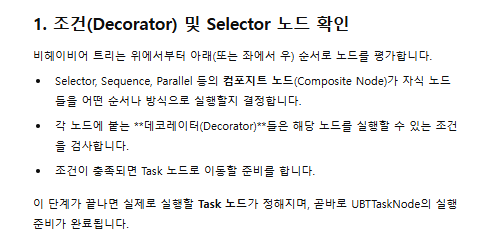 1. 조건(Decorator) 및 Selector 노드 확인
비헤이비어 트리는 위에서부터 아래(또는 좌에서 우) 순서로 노드를 평가합니다.
• Selector, Sequence, Parallel 등의 컴포지트 노드(Composite Node)가 자식 노드
들을 어떤 순서나 방식으로 실행할지 결정합니다.
• 각 노드에 붙는 **데코레이터(Decorator)**들은 해당 노드를 실행할 수 있는 조건
을 검사합니다.
• 조건이 충족되면 Task 노드로 이동할 준비를 합니다.
이 단계가 끝나면 실제로 실행할 Task 노드가 정해지며, 곧바로 UBTTaskNode의 실행
준비가 완료됩니다.